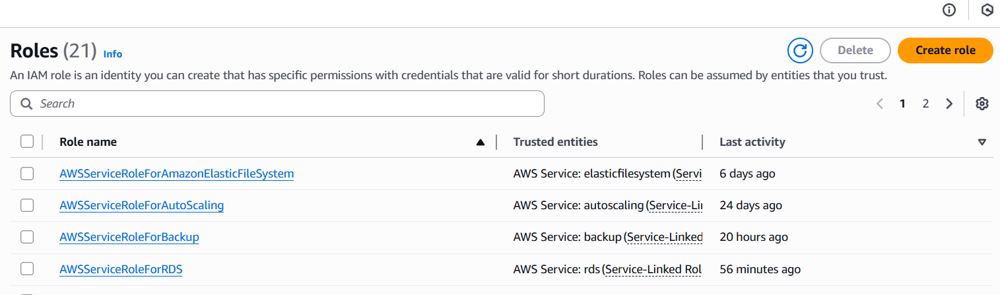 Roles (21) Info
Delete
Create role
An IAM role is an identity you can create that has specific permissions with credentials that are valid for short durations. Roles can be assumed by entities that you trust.
Search
1 2
Role name Trusted entities Last activity
AWSServiceRoleForAmazonElasticFileSystem AWS Service: elasticfilesystem (Servi 6 days ago
AWSServiceRoleForAutoScaling AWS Service: autoscaling (Service-Li 24 days ago
AWSServiceRoleForBackup AWS Service: backup (Service-Linked 20 hours ago
AWSServiceRoleForRDS AWS Service: rds (Service-Linked Rol 56 minutes ago